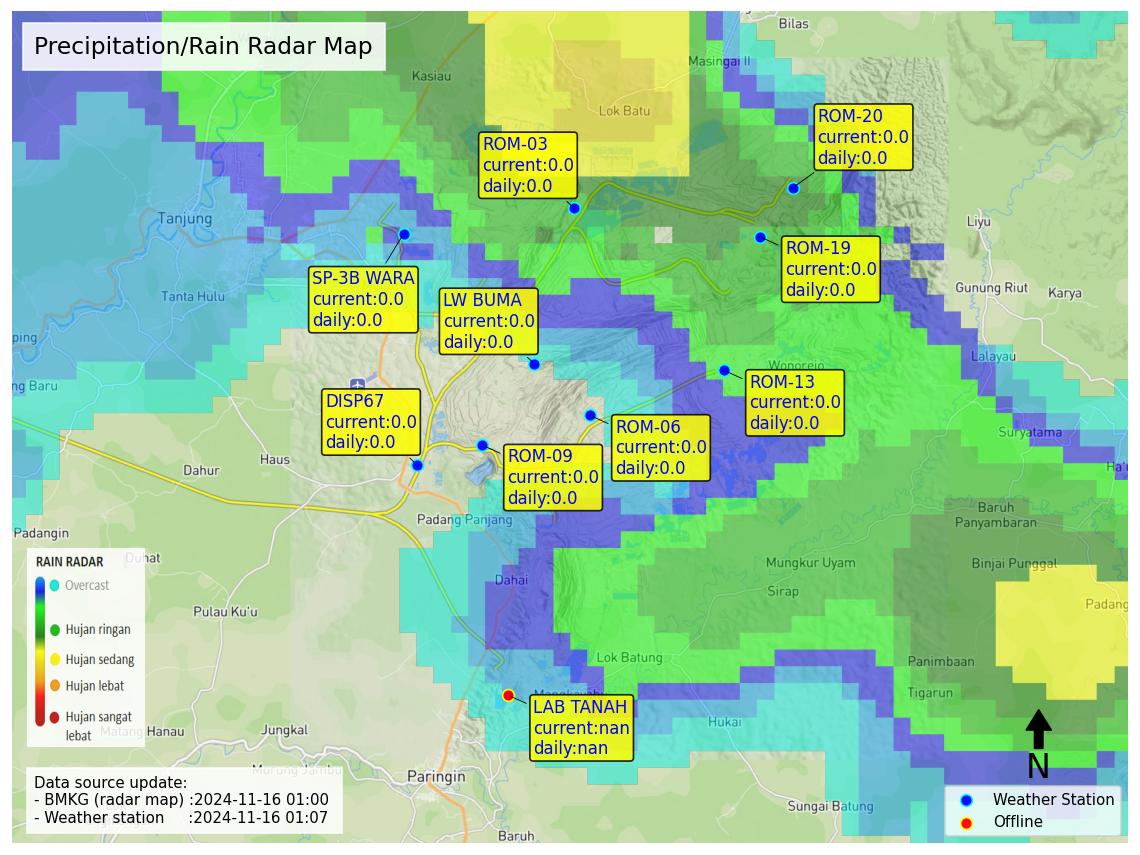 Precipitation/Rain Radar Map
Bilas
Kasiau
Masingai II
Lok Batu
ROM-20
current:0.0
daily:0.0
ROM-03
current:0.0
daily:0.0
Tanjung
Liyu
SP-3B WARA
current:0.0
daily:0.0
ROM-19
current:0.0
daily:0.0
Tanta Hulu
LW BUMA
current:0.0
daily:0.0
Gunung Riut
Karya
ping
Lalayau
Wonorejo
ng Baru
ROM-13
current:0.0
daily:0.0
DISP67
current:0.0
daily:0.0
ROM-06
current:0.0
daily:0.0
Suryatama
ROM-09
current:0.0
daily:0.0
Haus
Dahur
Ha'u
Baruh
Panyambaran
Padang Panjang
Padangin
Duhat
Mungkur Uyam
Binjai Punggal
RAIN RADAR
Overcast
Hujan ringan
Hujan sedang
Hujan lebat
Hujan sangat
lebat
Dahai
Sirap
Padang
Pulau Ku'u
Lok Batung
Panimbaan
Tigarun
LAB TANAH
current:nan
daily:nan
Hukai
Matang Hanau
Jungkal
Murung Jambu
Paringin
N
Data source update:
- BMKG (radar map) :2024-11-16 01:00
- Weather station :2024-11-16 01:07
Sungai Batung
Baruh
Weather Station
Offline